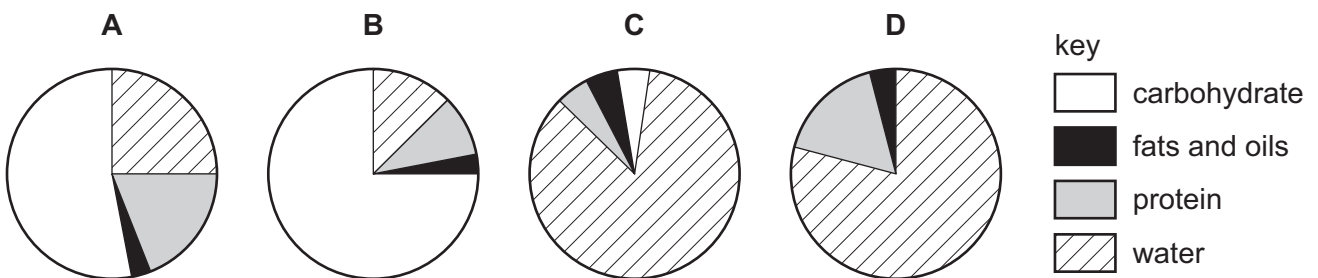 A B C D
key
carbohydrate
fats and oils
protein
water